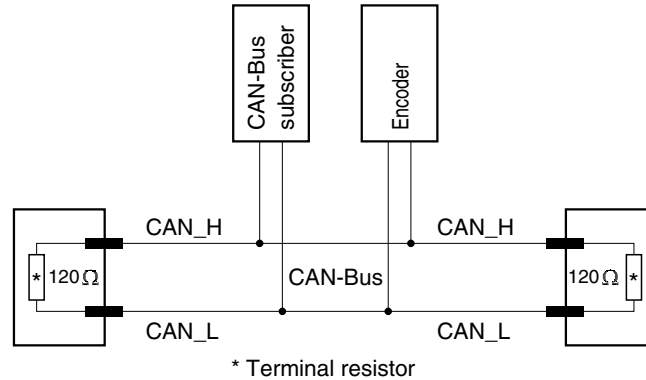 CAN-Bus
subscriber
Encoder
CAN_H
CAN_H
* 120 Ω
CAN-Bus
120 Ω *
CAN_L
CAN_L
* Terminal resistor